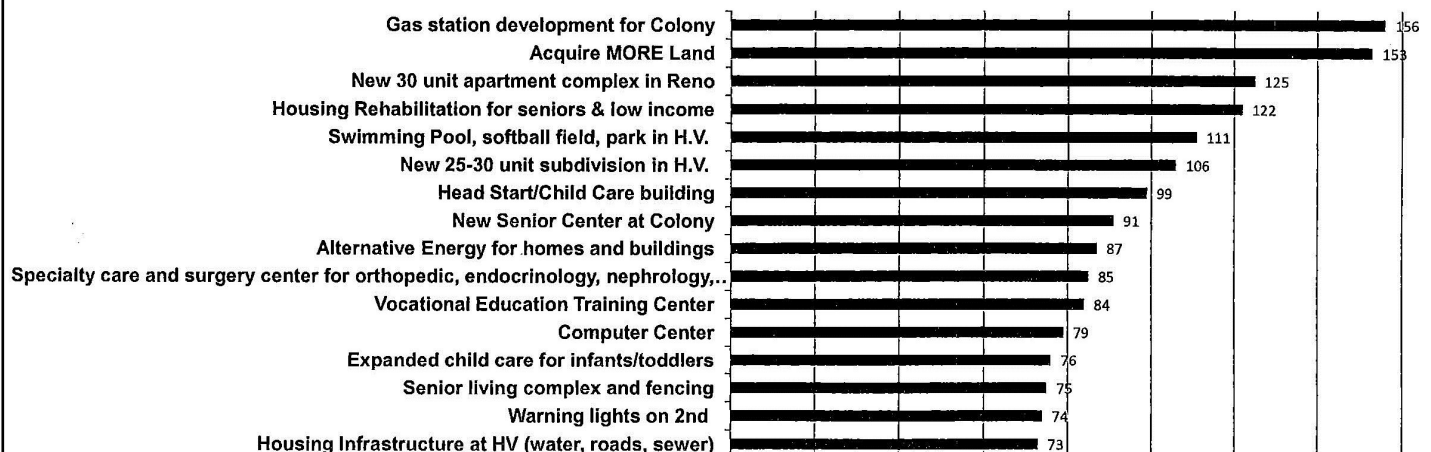 Gas station development for Colony 156
Acquire MORE Land 153
New 30 unit apartment complex in Reno 125
Housing Rehabilitation for seniors & low income 122
Swimming Pool, softball field, park in H.V. 111
New 25-30 unit subdivision in H.V. 106
Head Start/Child Care building 99
New Senior Center at Colony 91
Alternative Energy for homes and buildings 87
Specialty care and surgery center for orthopedic, endocrinology, nephrology,.. 85
Vocational Education Training Center 84
Computer Center 79
Expanded child care for infants/toddlers 76
Senior living complex and fencing 75
Warning lights on 2nd 74
Housing Infrastructure at HV (water, roads, sewer) 73